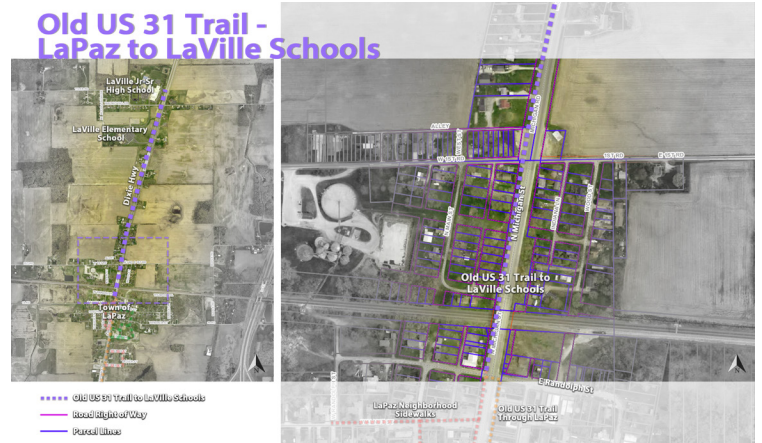 Old US 31 Trail -
LaPaz to LaVille Schools
LaVille Jr-Sr
High School
LaVille Elementary
School
Dixie Hwy
Town of
LaPaz
ALLEY
W 1ST RD
1ST RD
E 1ST RD
N Michigan St
Old US 31 Trail to
LaVille Schools
E Randolph St
LaPaz Neighborhood
Sidewalks
Old US 31 Trail
Through LaPaz
Old US 31 Trail to LaVille Schools
Road Right of Way
Parcel Lines